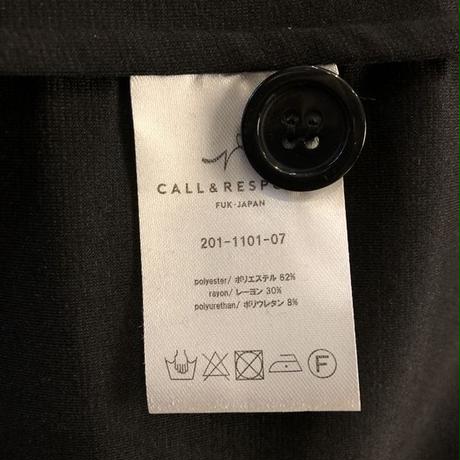 CALL & RESPO
FUK-JAPAN
201-1101-07
polyester/ ポリエステル 62%
rayon/ レーヨン 30%
polyurethan/ ポリウレタン 8%
F